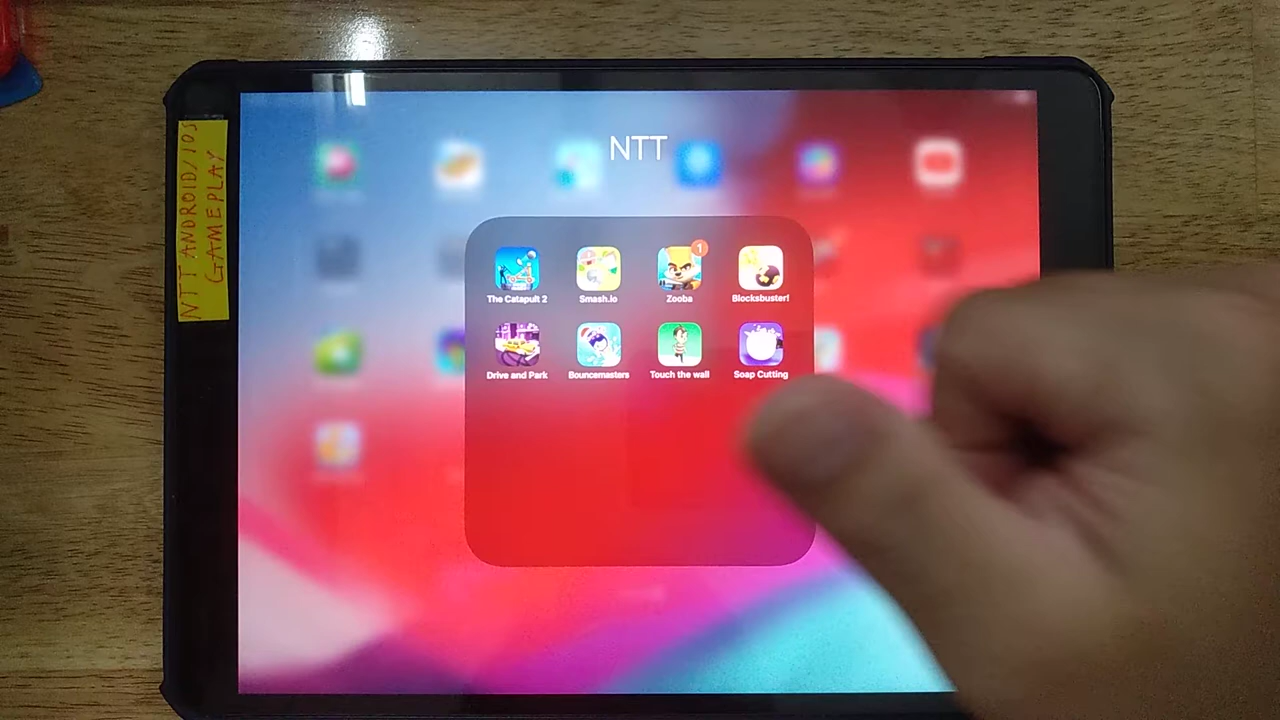 NTT ANDROID/IOS
GAMEPLAY
NTT
1
The Catapult 2
Smash.io
Zooba
Blocksbuster!
Drive and Park
Bouncemasters
Touch the wall
Soap Cutting